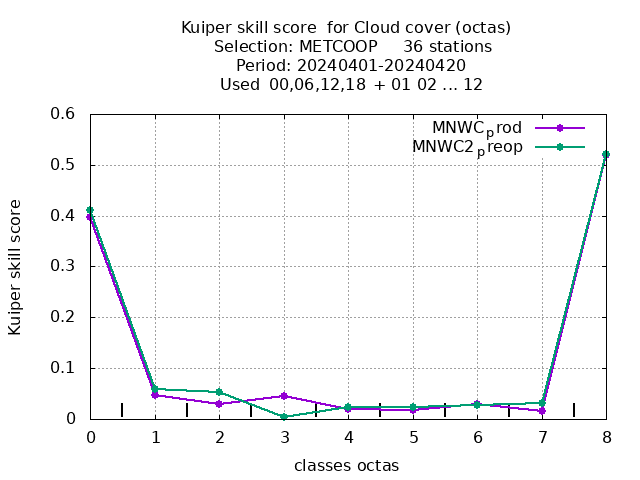 Kuiper skill score  for Cloud cover (octas)
Selection: METCOOP     36 stations
Period: 20240401-20240420
Used  00,06,12,18  + 01 02 ... 12
MNWCprod
MNWC2preop
Kuiper skill score
0.6
0.5
0.4
0.3
0.2
0.1
0
0 1 2 3 4 5 6 7 8
classes octas